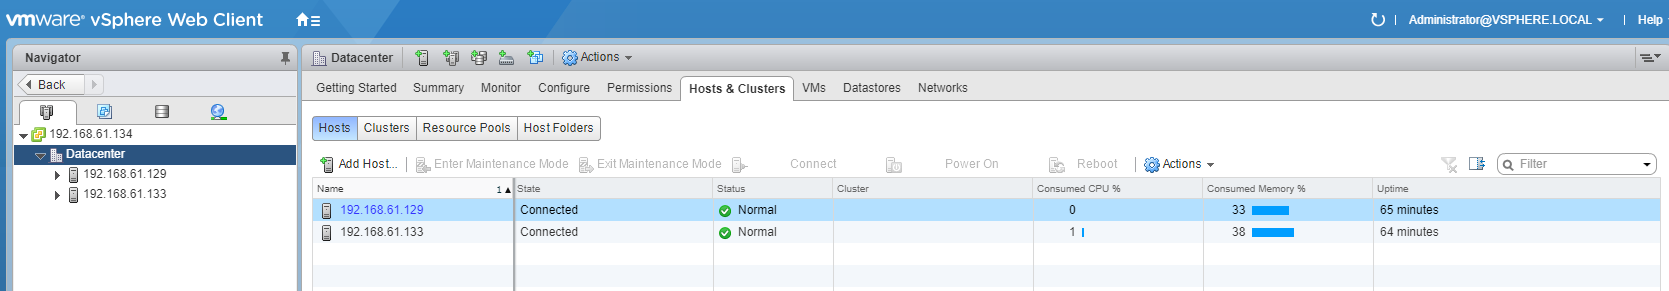 vmware® vSphere Web Client
Administrator@VSPHERE.LOCAL
Help
Navigator
Back
192.168.61.134
Datacenter
192.168.61.129
192.168.61.133
Datacenter Actions
Getting Started Summary Monitor Configure Permissions Hosts & Clusters VMs Datastores Networks
Hosts Clusters Resource Pools Host Folders
Add Host... Enter Maintenance Mode Exit Maintenance Mode Connect Power On Reboot Actions Filter
Name 1 State Status Cluster Consumed CPU % Consumed Memory % Uptime
192.168.61.129 Connected Normal 0 33 65 minutes
192.168.61.133 Connected Normal 1 38 64 minutes